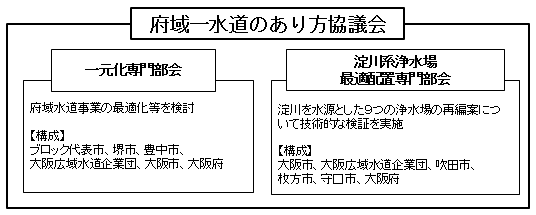 府域一水道のあり方協議会
一元化専門部会
府域水道事業の最適化等を検討
【構成】
ブロック代表市、堺市、豊中市、
大阪広域水道企業団、大阪市、大阪府
淀川系浄水場
最適配置専門部会
淀川を水源とした9つの浄水場の再編案につ
いて技術的な検証を実施
【構成】
大阪市、大阪広域水道企業団、吹田市、
枚方市、守口市、大阪府